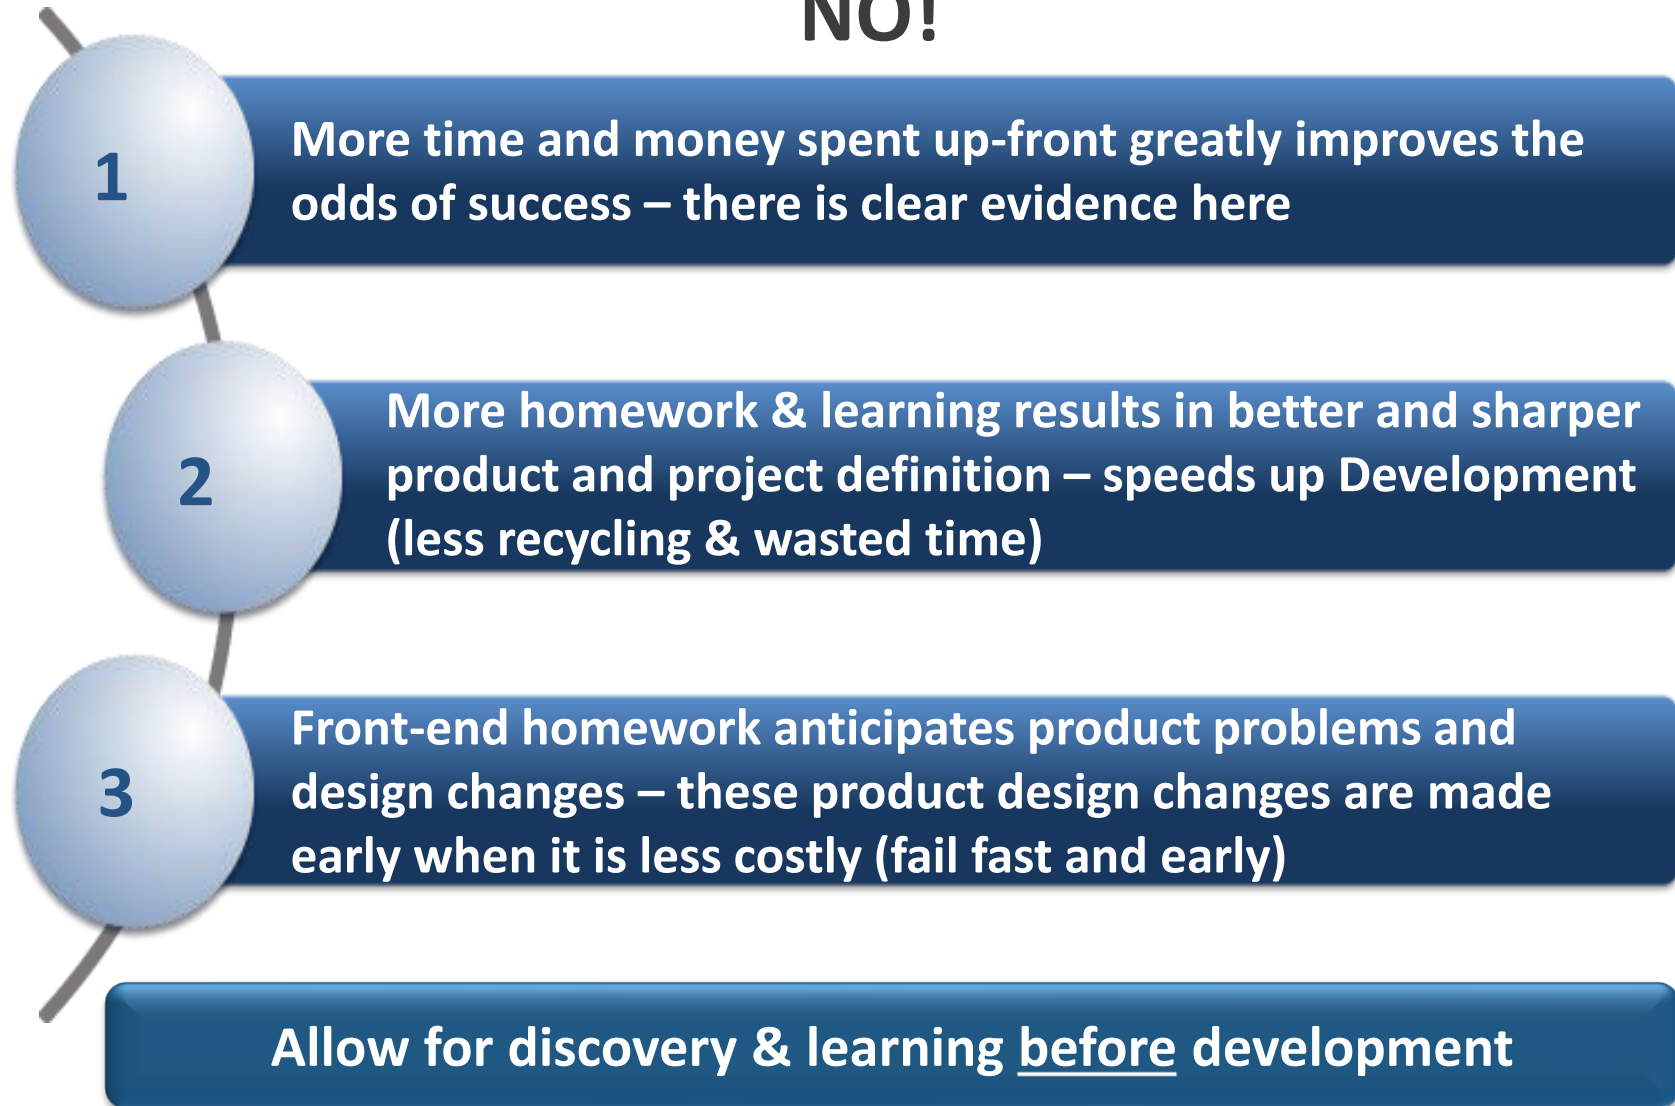 NO!
1
More time and money spent up-front greatly improves the
odds of success – there is clear evidence here
2
More homework & learning results in better and sharper
product and project definition – speeds up Development
(less recycling & wasted time)
3
Front-end homework anticipates product problems and
design changes – these product design changes are made
early when it is less costly (fail fast and early)
Allow for discovery & learning before development